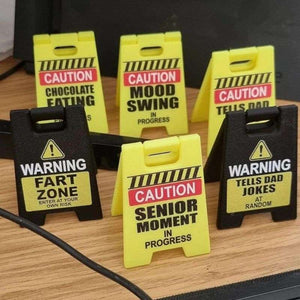 CAUTION
CHOCOLATE
EATING
CAUTION
MOOD
SWING
IN
PROGRESS
CAUTION
TELLS DAD
WARNING
FART
ZONE
ENTER AT YOUR
OWN RISK
CAUTION
SENIOR
MOMENT
IN
PROGRESS
WARNING
TELLS DAD
JOKES
AT
RANDOM